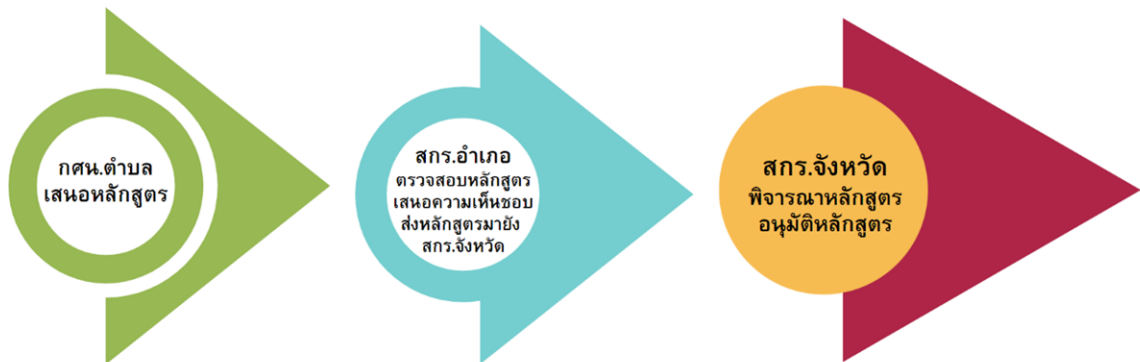 กศน.ตำบล
เสนอหลักสูตร
สกร.อำเภอ
ตรวจสอบหลักสูตร
เสนอความเห็นชอบ
ส่งหลักสูตรมายัง
สกร.จังหวัด
สกร.จังหวัด
พิจารณาหลักสูตร
อนุมัติหลักสูตร